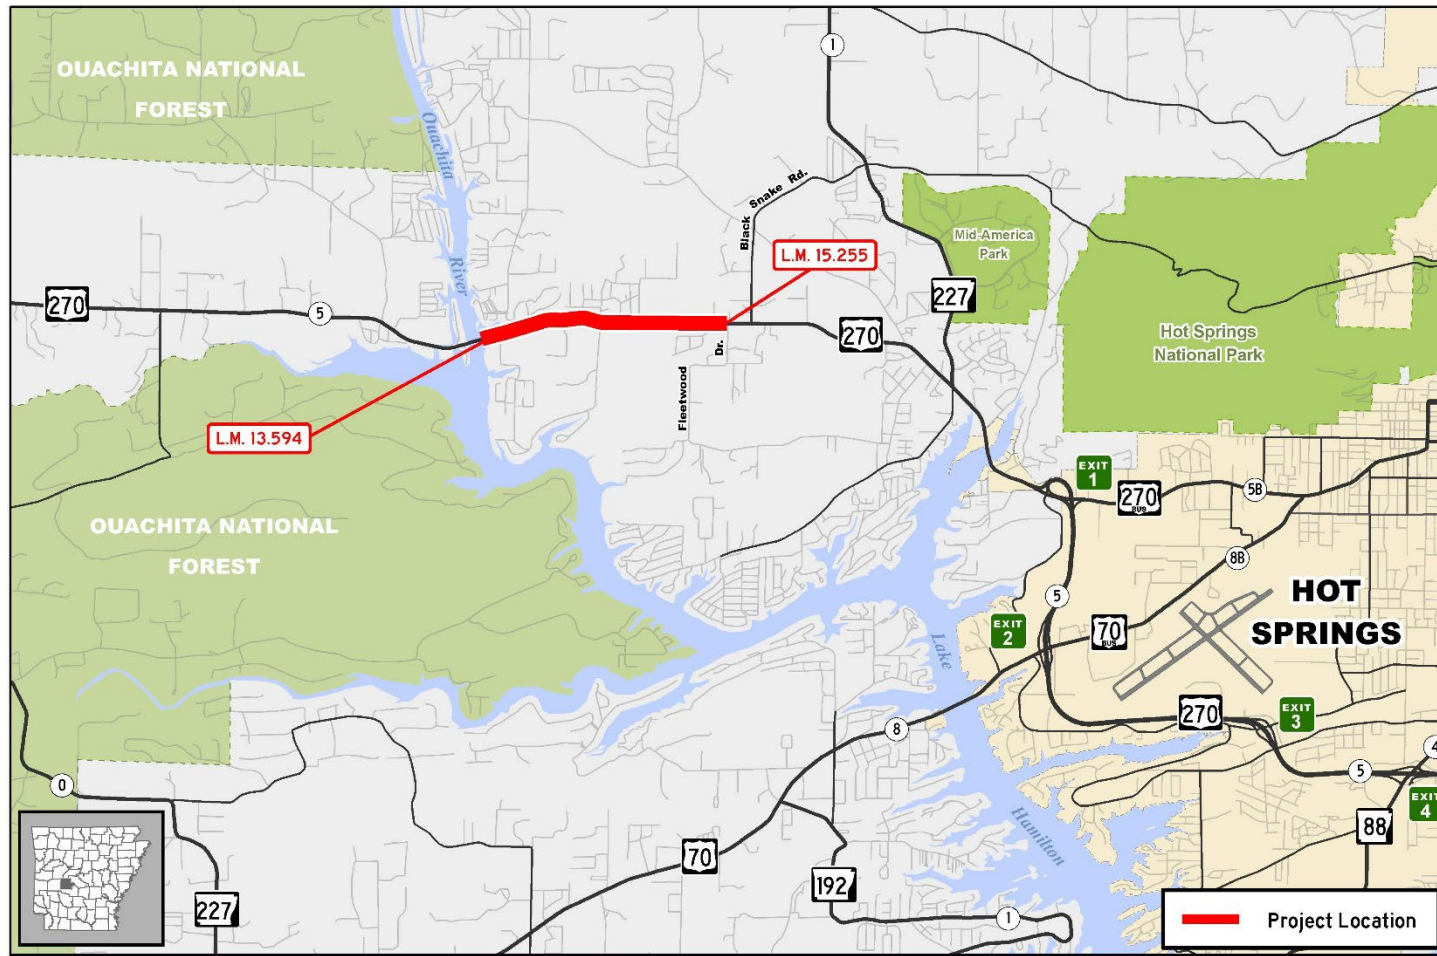 OUACHITA NATIONAL
FOREST
Ouachita
River
1
Black Snake Rd.
Mid-America
Park
L.M. 15.255
270
5
227
270
Hot Springs
National Park
Fleetwood Dr.
L.M. 13.594
EXIT
1
270
BUS
5B
OUACHITA NATIONAL
FOREST
8B
5
HOT
SPRINGS
EXIT
2
70
BUS
Lake
Hamilton
270
EXIT
3
8
5
4
EXIT
4
88
0
70
192
227
1
Project Location